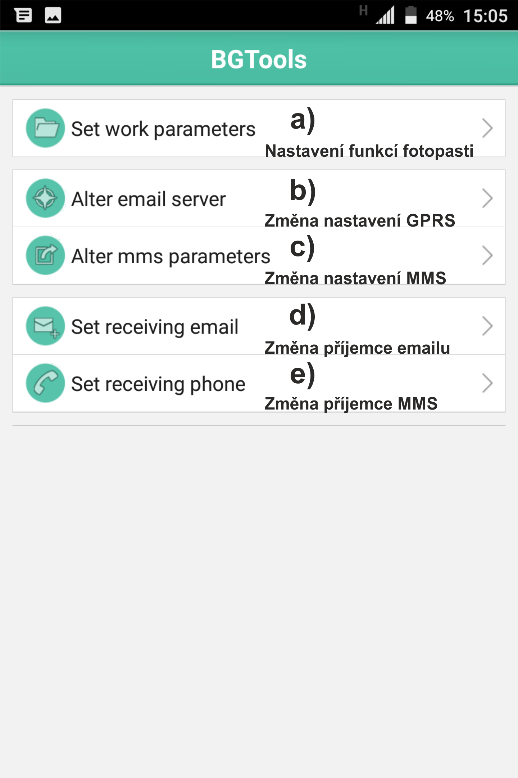 H 48% 15:05
BGTools
Set work parameters a)
Nastavení funkcí fotopasti
Alter email server b)
Změna nastavení GPRS
Alter mms parameters c)
Změna nastavení MMS
Set receiving email d)
Změna příjemce emailu
Set receiving phone e)
Změna příjemce MMS